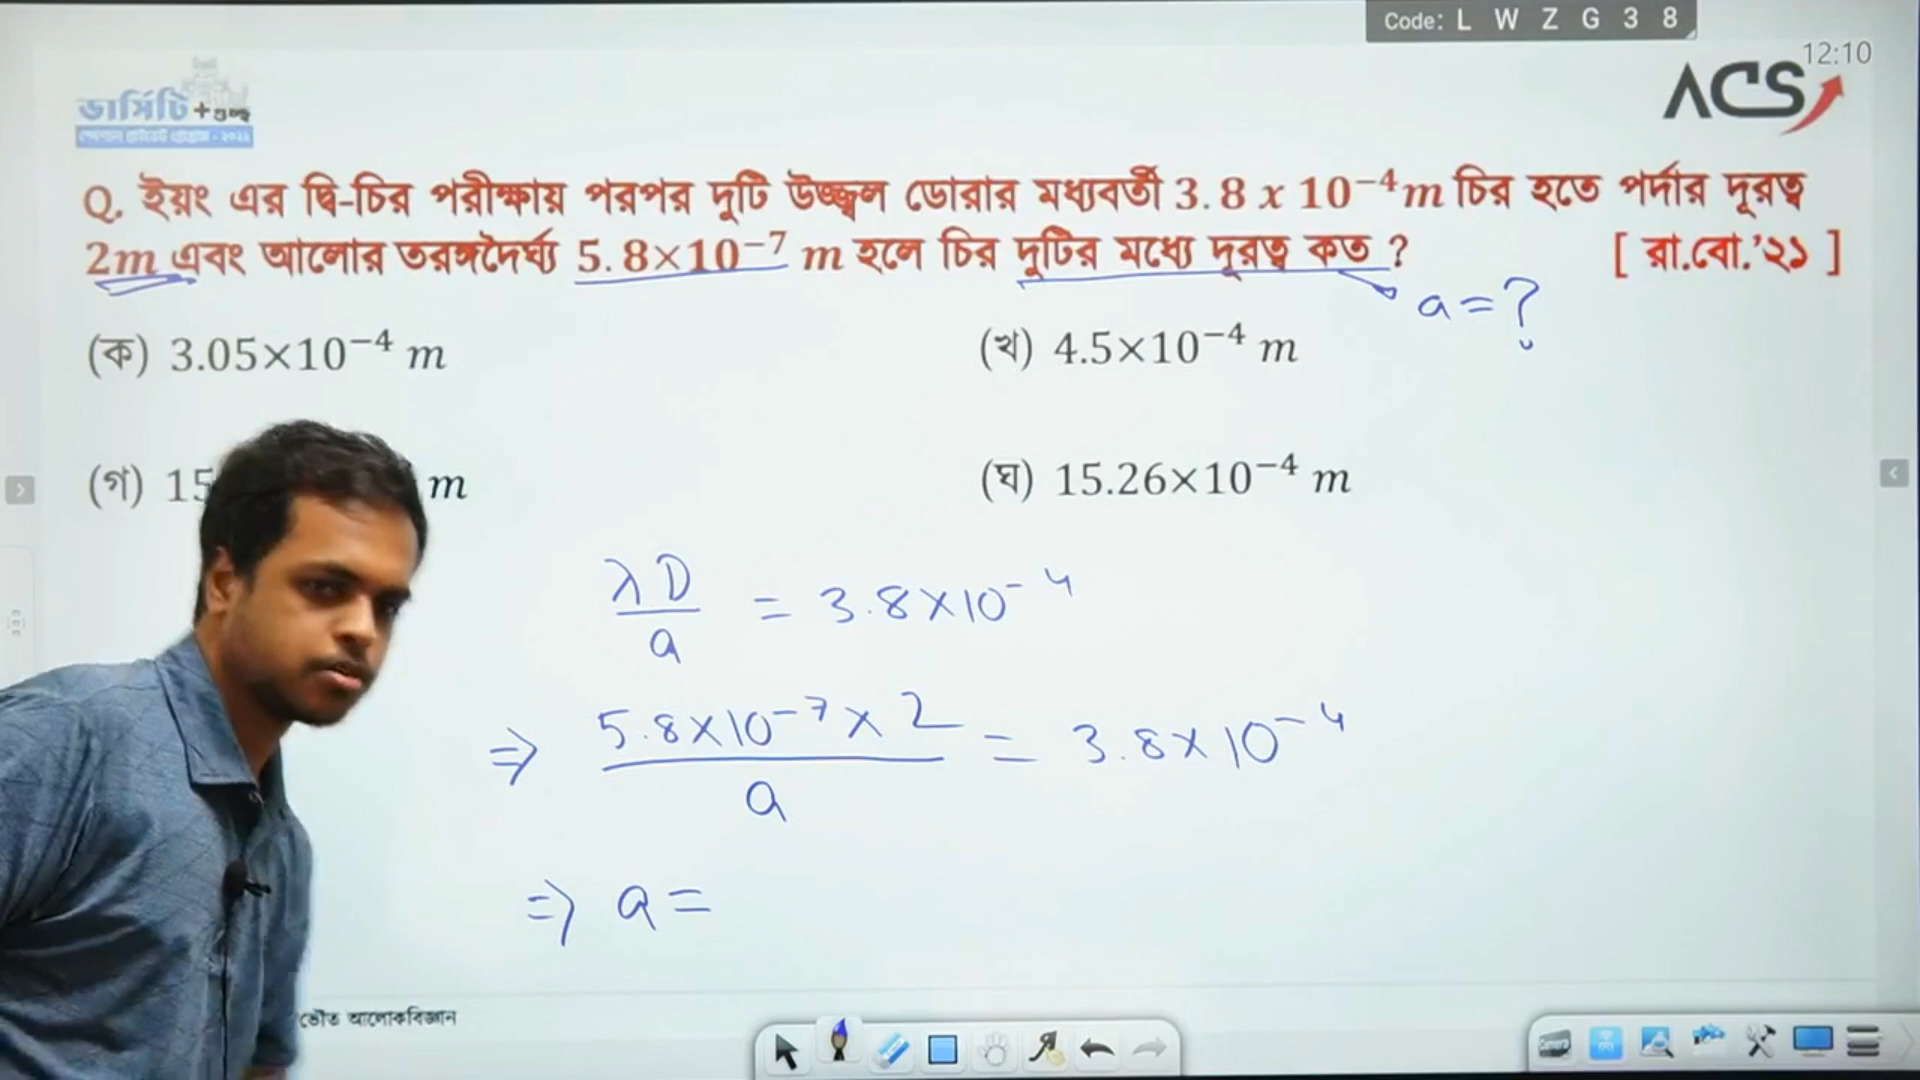 Code: L W Z G 3 8
12:10
ভার্সিটি +
ACS
Q. ইয়ং এর দ্বি-চির পরীক্ষায় পরপর দুটি উজ্জ্বল ডোরার মধ্যবর্তী 3.8 x 10⁻⁴m চির হতে পর্দার দূরত্ব
2m এবং আলোর তরঙ্গদৈর্ঘ্য 5.8×10⁻⁷ m হলে চির দুটির মধ্যে দূরত্ব কত ? [ রা.বো.'২১ ]
a = ?
(ক) 3.05×10⁻⁴ m (খ) 4.5×10⁻⁴ m
(গ) 15 m (ঘ) 15.26×10⁻⁴ m
λD/a = 3.8×10⁻⁴
⇒ 5.8×10⁻⁷×2/a = 3.8×10⁻⁴
⇒ a =
ভৌত আলোকবিজ্ঞান
Camera